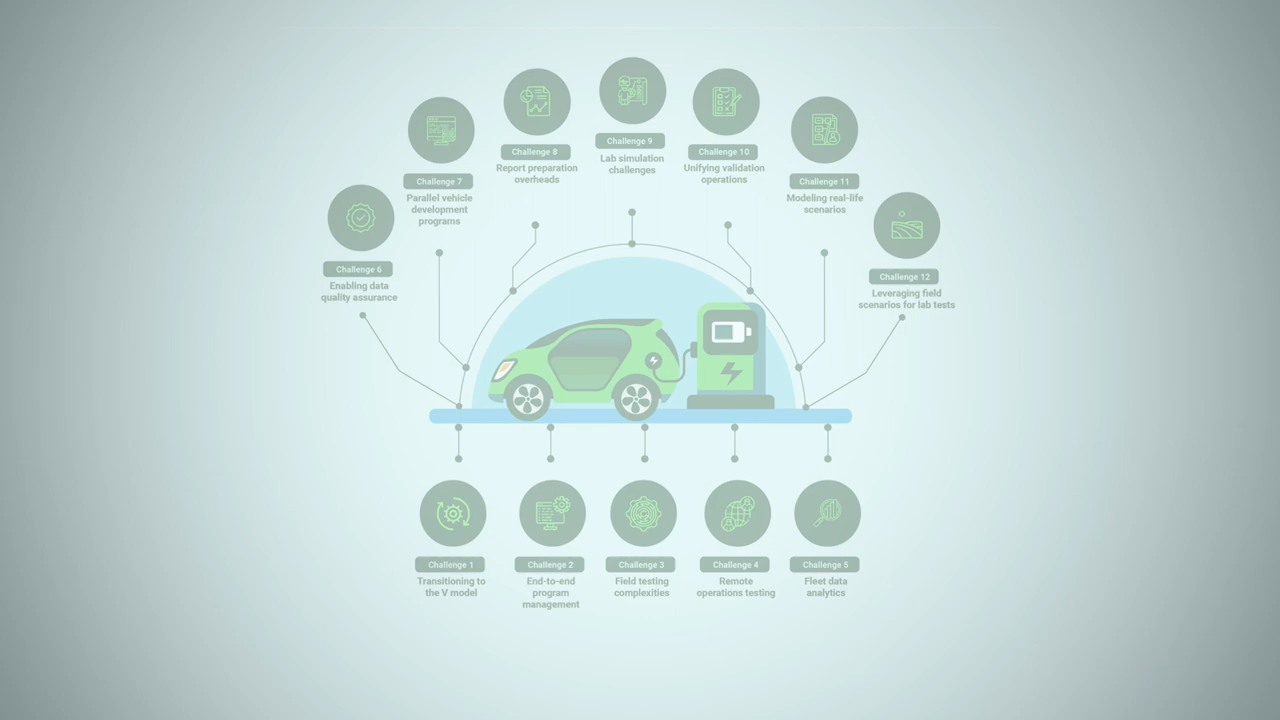 Challenge 9
Lab simulation
challenges
Challenge 8
Report preparation
overheads
Challenge 10
Unifying validation
operations
Challenge 7
Parallel vehicle
development
programs
Challenge 11
Modeling real-life
scenarios
Challenge 6
Enabling data
quality assurance
Challenge 12
Leveraging field
scenarios for lab tests
Challenge 1
Transitioning to
the V model
Challenge 2
End-to-end
program
management
Challenge 3
Field testing
complexities
Challenge 4
Remote
operations testing
Challenge 5
Fleet data
analytics